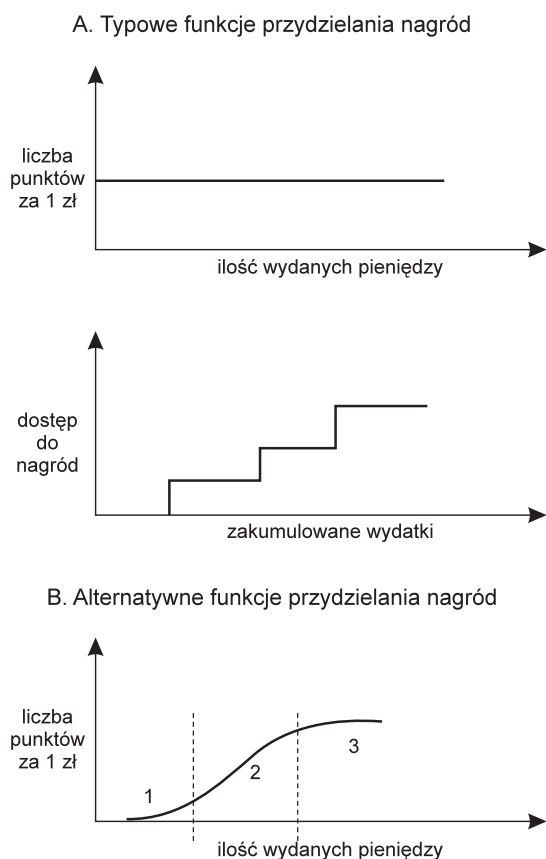 A. Typowe funkcje przydzielania nagród
liczba
punktów
za 1 zł
ilość wydanych pieniędzy
dostęp
do
nagród
zakumulowane wydatki
B. Alternatywne funkcje przydzielania nagród
liczba
punktów
za 1 zł
1
2
3
ilość wydanych pieniędzy